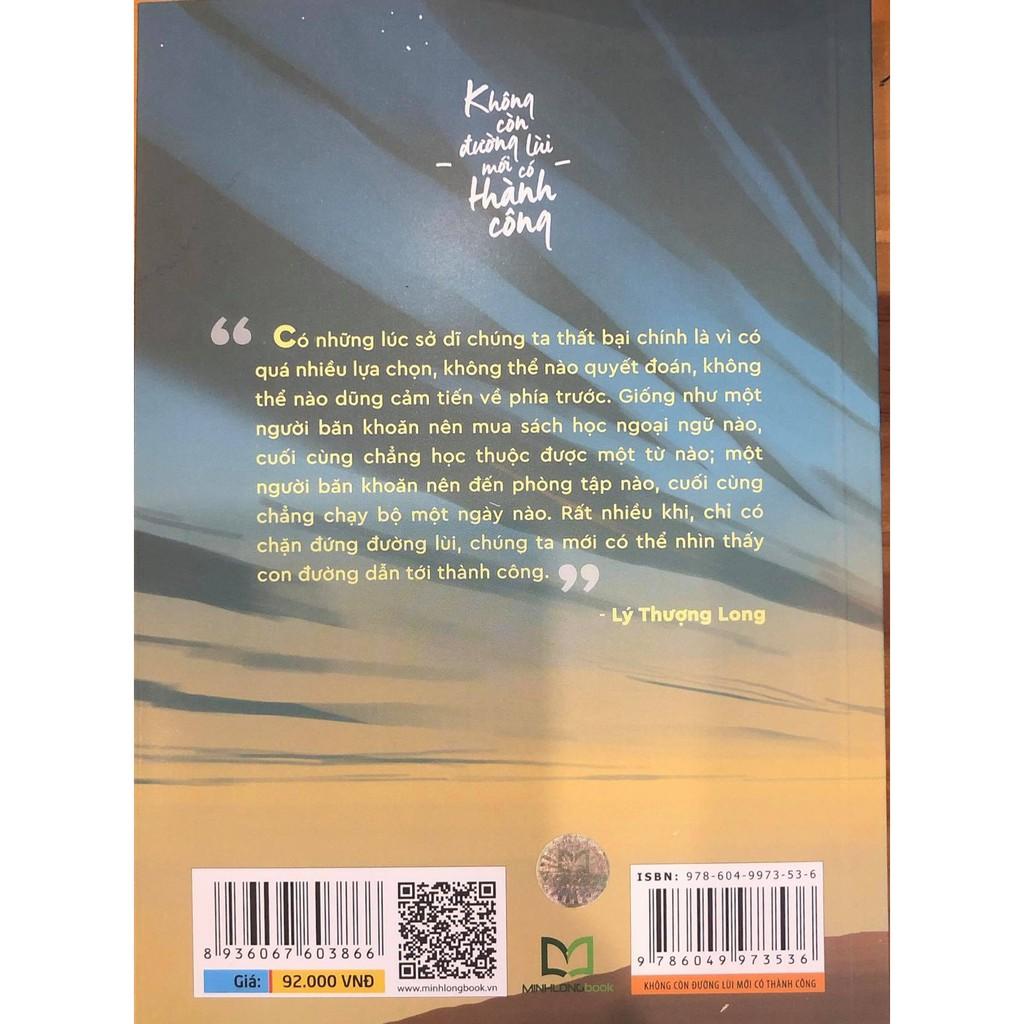 Không
còn
đường lùi
mới có
thành
công
“ Có những lúc sở dĩ chúng ta thất bại chính là vì có
quá nhiều lựa chọn, không thể nào quyết đoán, không
thể nào dũng cảm tiến về phía trước. Giống như một
người băn khoăn nên mua sách học ngoại ngữ nào,
cuối cùng chẳng học thuộc được một từ nào; một
người băn khoăn nên đến phòng tập nào, cuối cùng
chẳng chạy bộ một ngày nào. Rất nhiều khi, chỉ có
chặn đứng đường lùi, chúng ta mới có thể nhìn thấy
con đường dẫn tới thành công. ”
- Lý Thượng Long
8 936067 603866
Giá: 92.000 VNĐ
www.minhlongbook.vn
MINHLONGbook
ISBN: 978-604-9973-53-6
9 786049 973536
KHÔNG CÒN ĐƯỜNG LÙI MỚI CÓ THÀNH CÔNG